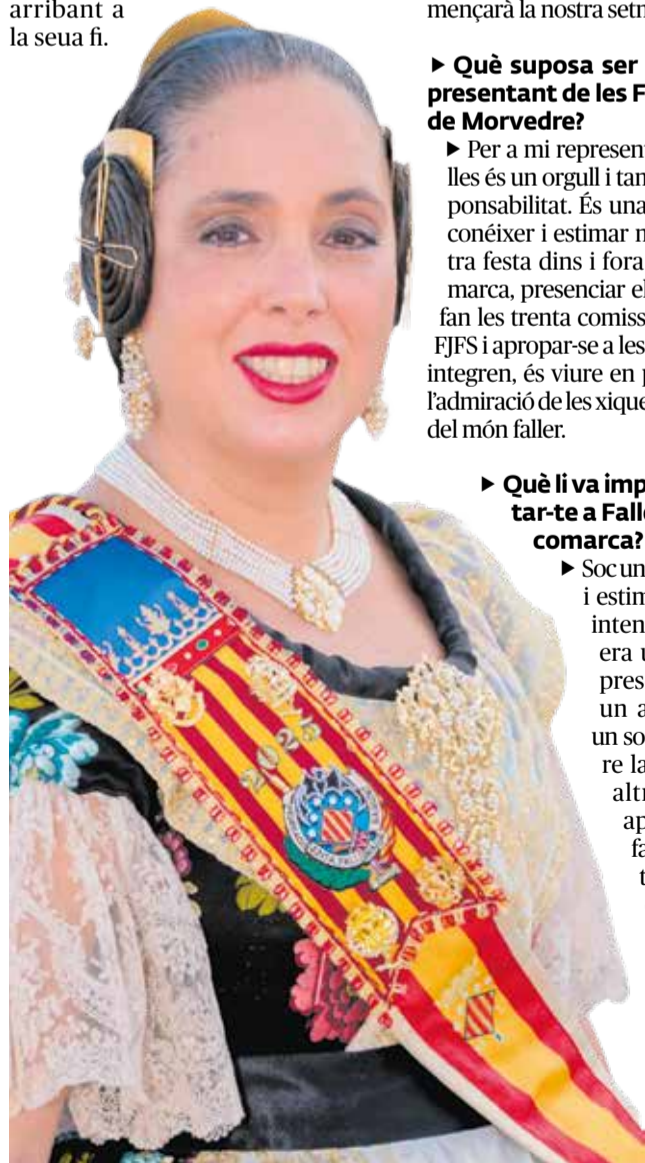 arribant a
la seua fi.
mençarà la nostra setm
▶ Què suposa ser
presentant de les F
de Morvedre?
▶ Per a mi represent
lles és un orgull i tam
ponsabilitat. És una
conéixer i estimar n
tra festa dins i fora
marca, presenciar el
fan les trenta comiss
FJFS i apropar-se a les
integren, és viure en p
l’admiració de les xique
del món faller.
▶ Què li va imp
tar-te a Falle
comarca?
▶ Soc un
i estim
inten
era u
pres
un a
un so
re la
altr
ap
fa
t
2025